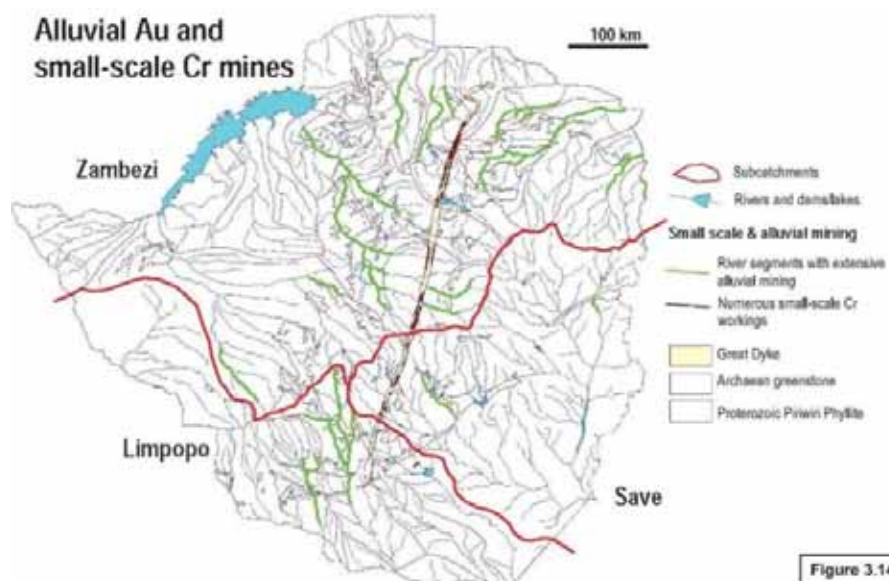 Alluvial Au and
small-scale Cr mines
100 km
Zambezi
Subcatchments
Rivers and dams/lakes
Small scale & alluvial mining
River segments with extensive
alluvial mining
Numerous small-scale Cr
workings
Great Dyke
Archaean greenstone
Proterozoic Piriwiri Phyllite
Limpopo
Save
Figure 3.14